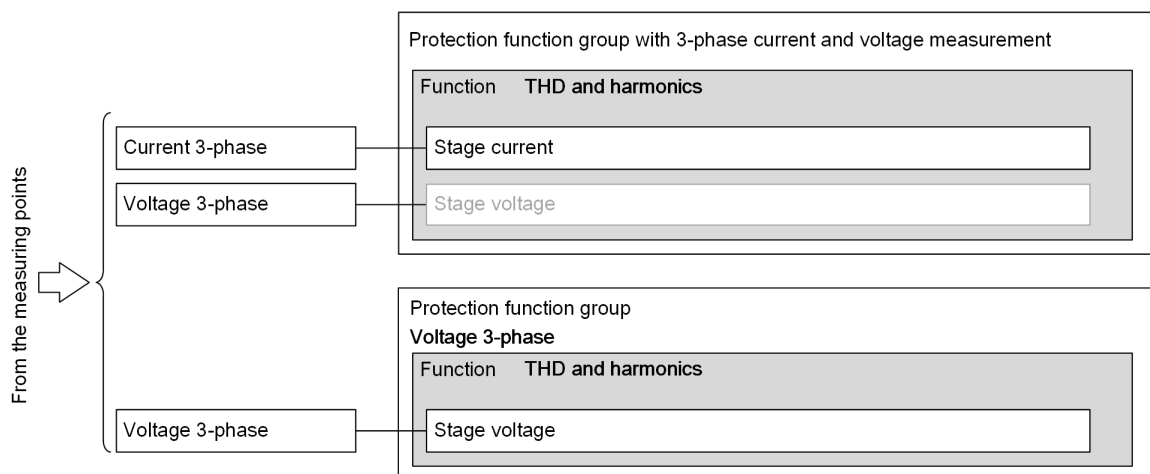 Protection function group with 3-phase current and voltage measurement
Function THD and harmonics
Current 3-phase
Stage current
Voltage 3-phase
Stage voltage
From the measuring points
Protection function group
Voltage 3-phase
Function THD and harmonics
Voltage 3-phase
Stage voltage